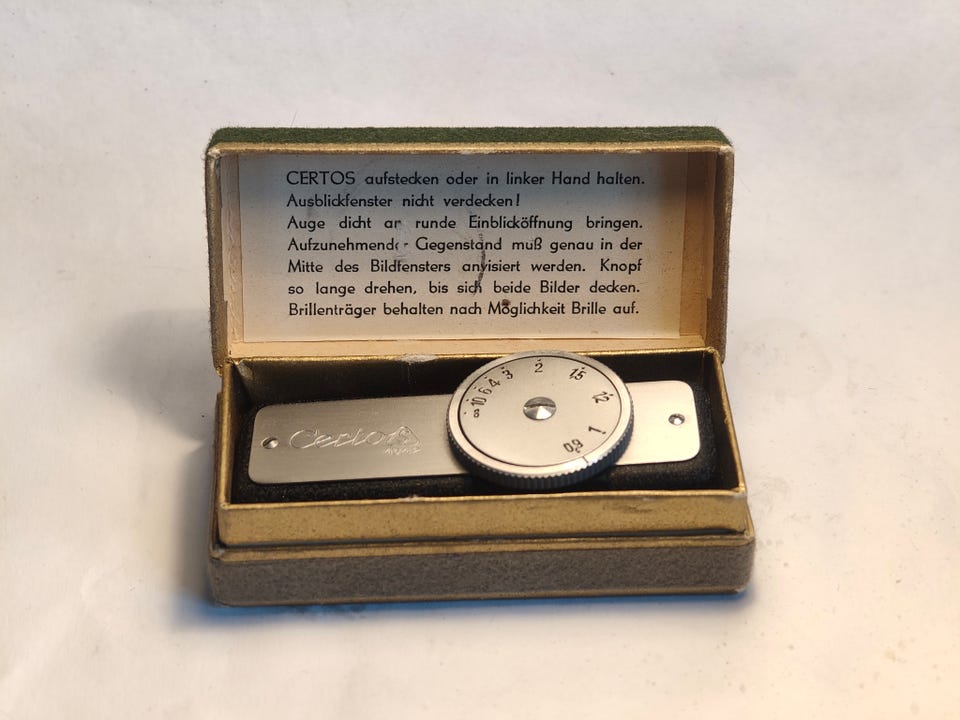 CERTOS aufstecken oder in linker Hand halten.
Ausblickfenster nicht verdecken!
Auge dicht an runde Einblicköffnung bringen.
Aufzunehmender Gegenstand muß genau in der
Mitte des Bildfensters anvisiert werden. Knopf
so lange drehen, bis sich beide Bilder decken.
Brillenträger behalten nach Möglichkeit Brille auf.
∞ 10 6 4 3 2 1,5 1,2 1 0,9
Certos